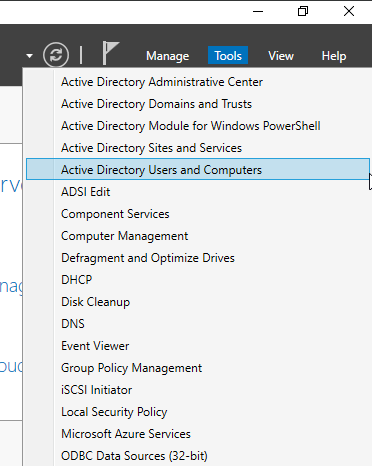 Manage Tools View Help
Active Directory Administrative Center
Active Directory Domains and Trusts
Active Directory Module for Windows PowerShell
Active Directory Sites and Services
Active Directory Users and Computers
ADSI Edit
Component Services
Computer Management
Defragment and Optimize Drives
DHCP
Disk Cleanup
DNS
Event Viewer
Group Policy Management
iSCSI Initiator
Local Security Policy
Microsoft Azure Services
ODBC Data Sources (32-bit)